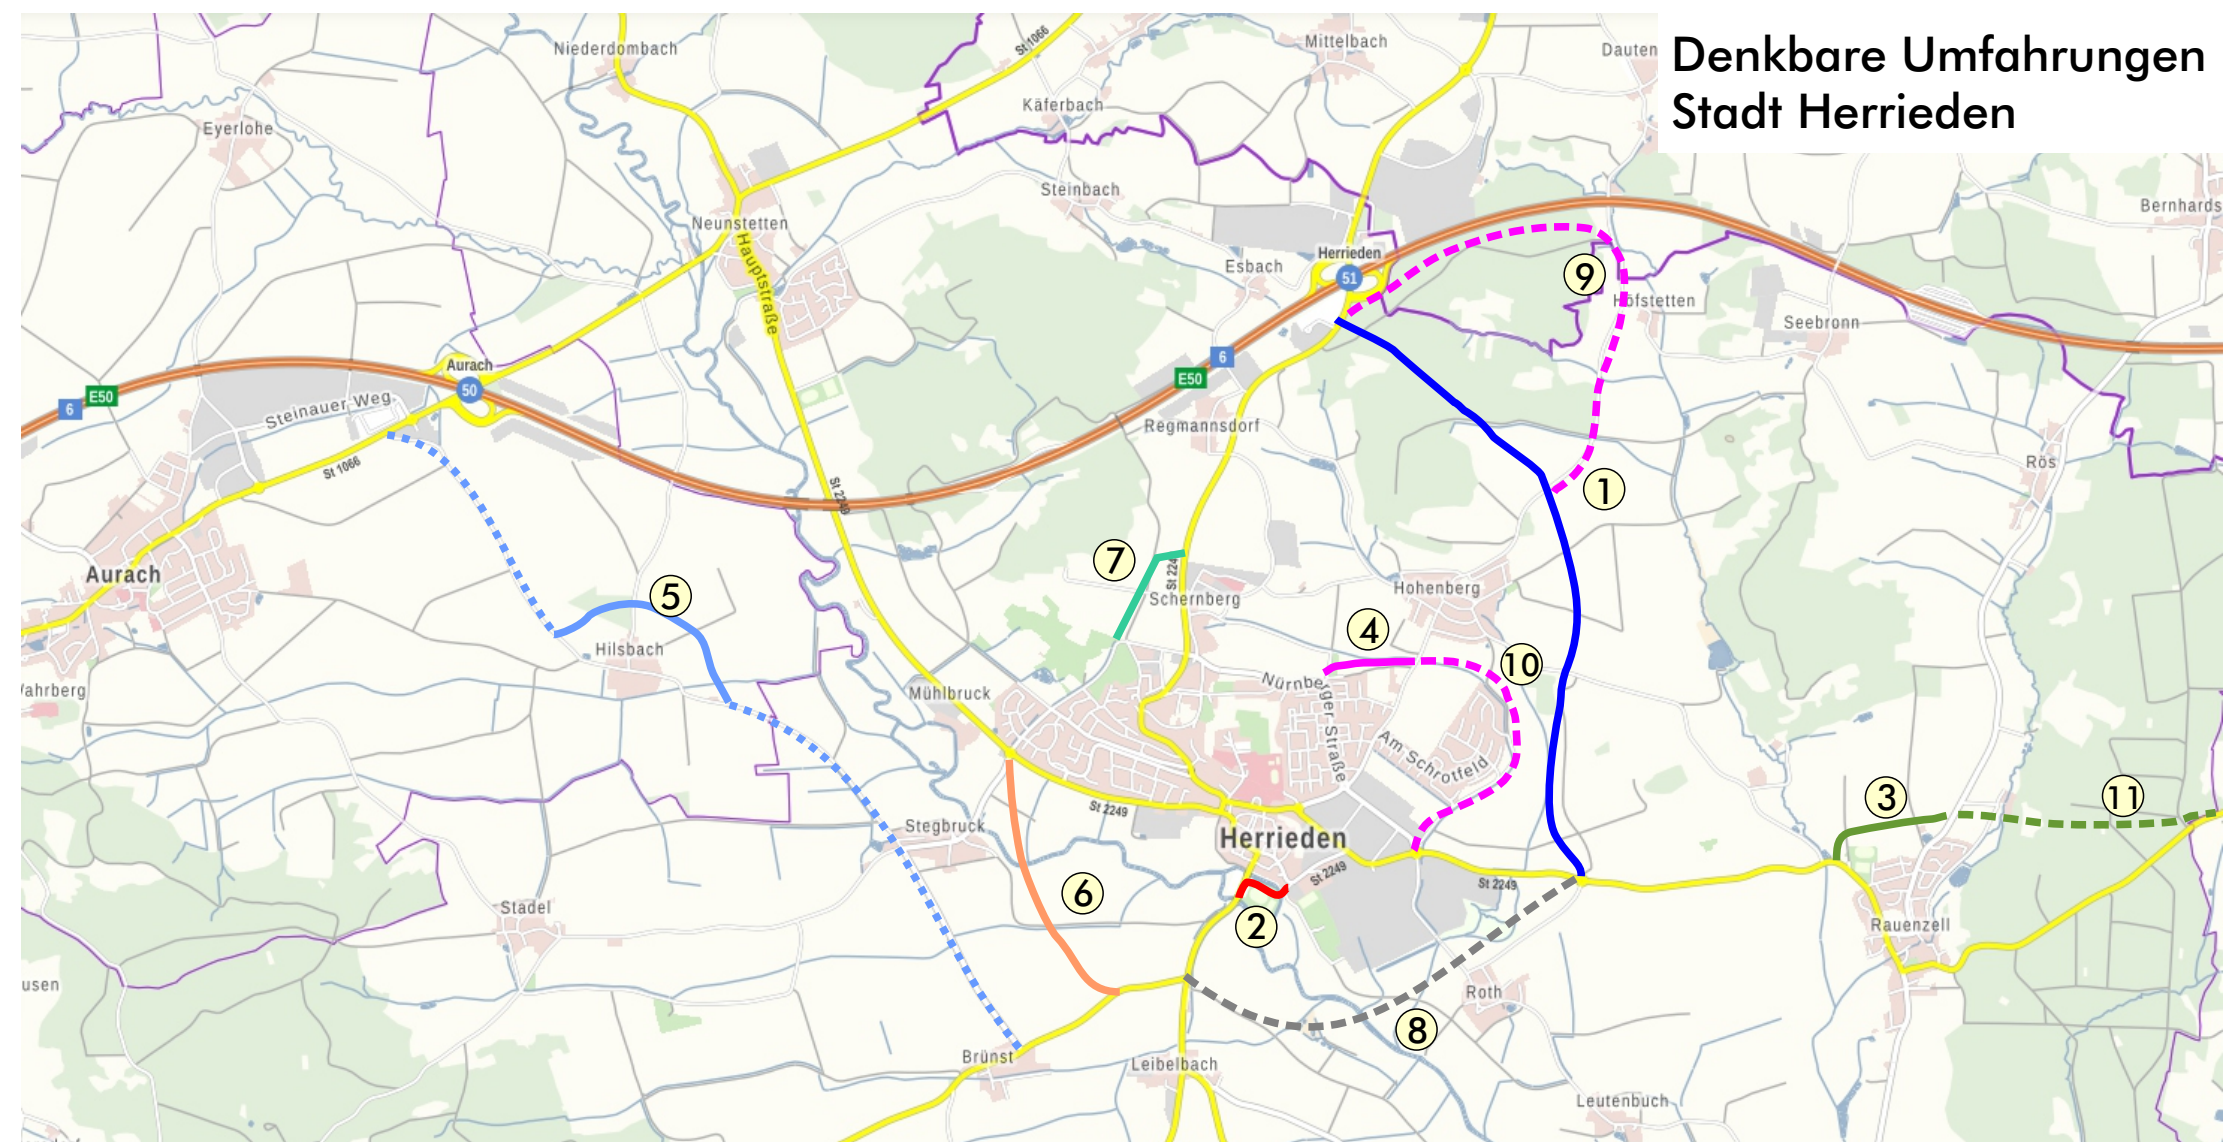 Denkbare Umfahrungen
Stadt Herrieden
Niederdombach
St 1066
Mittelbach
Dauten
Käferbach
Eyerlohe
Steinbach
Bernhards
Neunstetten
Hauptstraße
Herrieden
51
Esbach
9
Höfstetten
Seebronn
Aurach
50
6
E50
6
E50
Steinauer Weg
St 1066
Regmannsdorf
Rös
1
St 2249
Aurach
7
St 224
Schernberg
Hohenberg
5
4
Hilsbach
10
Nürnberger-Straße
Mühlbruck
Am Schrotfeld
3
11
St 2249
Stegbruck
Herrieden
St 2249
St 2249
6
2
Stadel
Rauenzell
usen
Roth
8
Brünst
Leibelbach
Leutenbuch